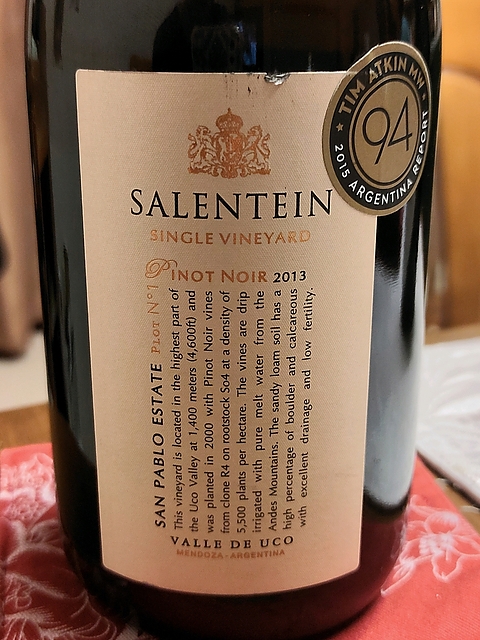 TIM ATKIN MW
94
2015 ARGENTINA REPORT
SALENTEIN
SINGLE VINEYARD
PINOT NOIR 2013
SAN PABLO ESTATE PLOT Nº1
This vineyard is located in the highest part of
the Uco Valley at 1,400 meters (4,600ft) and
was planted in 2000 with Pinot Noir vines
from clone R4 on rootstock So4 at a density of
5,500 plants per hectare. The vines are drip
irrigated with pure melt water from the
Andes Mountains. The sandy loam soil has a
high percentage of boulder and calcareous
with excellent drainage and low fertility.
VALLE DE UCO
MENDOZA - ARGENTINA